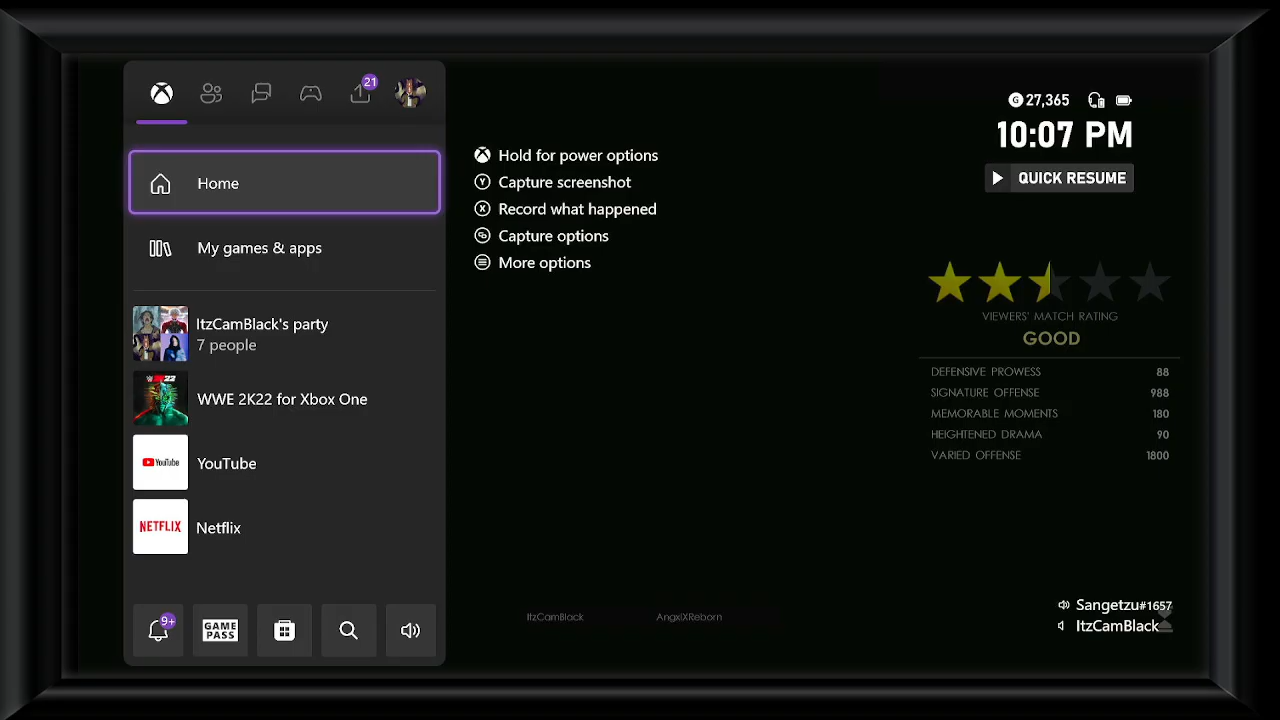 21
Home
My games & apps
ItzCamBlack's party
7 people
WWE 2K22 for Xbox One
YouTube
YouTube
NETFLIX
Netflix
9+
GAME PASS
Hold for power options
Y Capture screenshot
X Record what happened
Capture options
More options
G 27,365
10:07 PM
QUICK RESUME
VIEWERS' MATCH RATING
GOOD
DEFENSIVE PROWESS 88
SIGNATURE OFFENSE 988
MEMORABLE MOMENTS 180
HEIGHTENED DRAMA 90
VARIED OFFENSE 1800
ItzCamBlack AngxlXReborn
Sangetzu#1657
ItzCamBlack